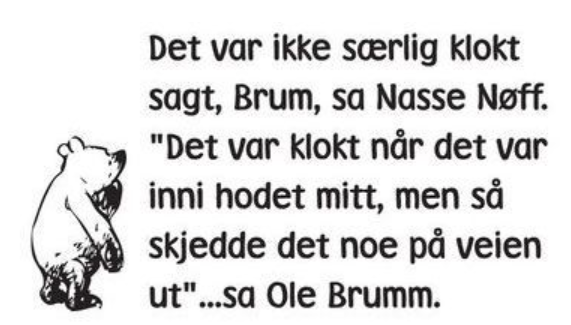 Det var ikke særlig klokt
sagt, Brum, sa Nasse Nøff.
"Det var klokt når det var
inni hodet mitt, men så
skjedde det noe på veien
ut"...sa Ole Brumm.